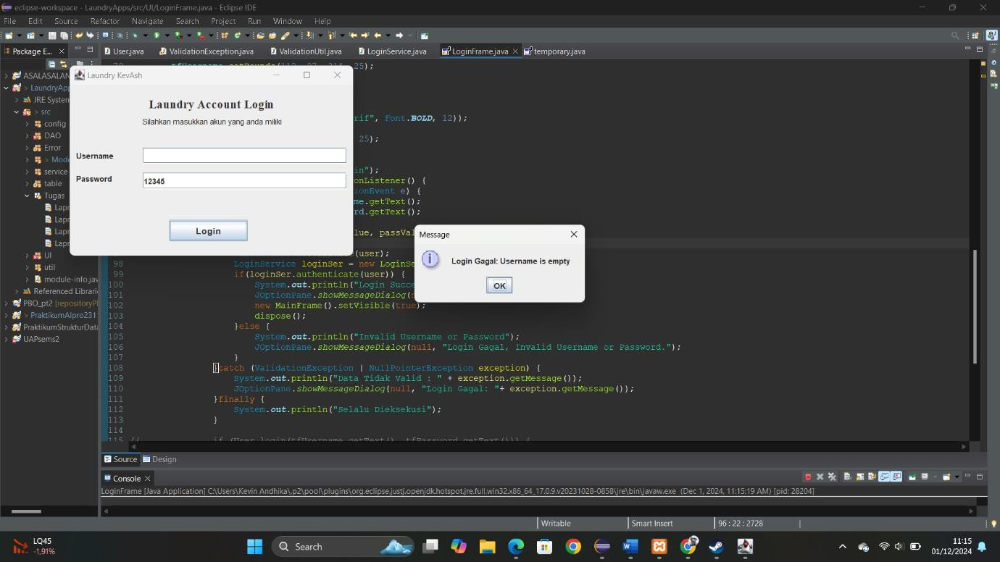 eclipse-workspace - LaundryApps/src/UI/LoginFrame.java - Eclipse IDE
File Edit Source Refactor Navigate Search Project Run Window Help
Package E...
User.java ValidationException.java ValidationUtil.java LoginService.java LoginFrame.java temporary.java
ASALASALAN
> LaundryApp
JRE System
> src
config
DAO
Error
> Mode
service
table
Tugas
Lapr
Lapr
Lapr
Lapr
UI
util
module-info.jav
Referenced Librari
PBO_pt2 [repositoryP
> PraktikumAlpro231
PraktikumStrukturData
UAPsems2
Laundry KevAsh
Laundry Account Login
Silahkan masukkan akun yang anda miliki
Username
Password 12345
Login
25);
rif", Font.BOLD, 12));
25);
in");
onListener() {
ionEvent e) {
me.getText();
rd.getText();
lue, passVal
(user);
98 LoginService loginSer = new LoginSe
99 if(loginSer.authenticate(user)) {
100 System.out.println("Login Succe
101 JOptionPane.showMessageDialog(n
102 new MainFrame().setVisible(true);
103 dispose();
104 }else {
105 System.out.println("Invalid Username or Password");
106 JOptionPane.showMessageDialog(null, "Login Gagal, Invalid Username or Password.");
107 }
108 }catch (ValidationException | NullPointerException exception) {
109 System.out.println("Data Tidak Valid : " + exception.getMessage());
110 JOptionPane.showMessageDialog(null, "Login Gagal: "+ exception.getMessage());
111 }finally {
112 System.out.println("Selalu Dieksekusi");
113 }
114
115 // if (User.login(tfUsername.getText(), tfPassword.getText())) {
Message
Login Gagal: Username is empty
OK
Source Design
Console
LoginFrame [Java Application] C:\Users\Kevin Andhika\.p2\pool\plugins\org.eclipse.justj.openjdk.hotspot.jre.full.win32.x86_64_17.0.9.v20231028-0858\jre\bin\javaw.exe (Dec 1, 2024, 11:15:19 AM) [pid: 28204]
Writable Smart Insert 96 : 22 : 2728
LQ45
-1,91%
Search
11:15
01/12/2024